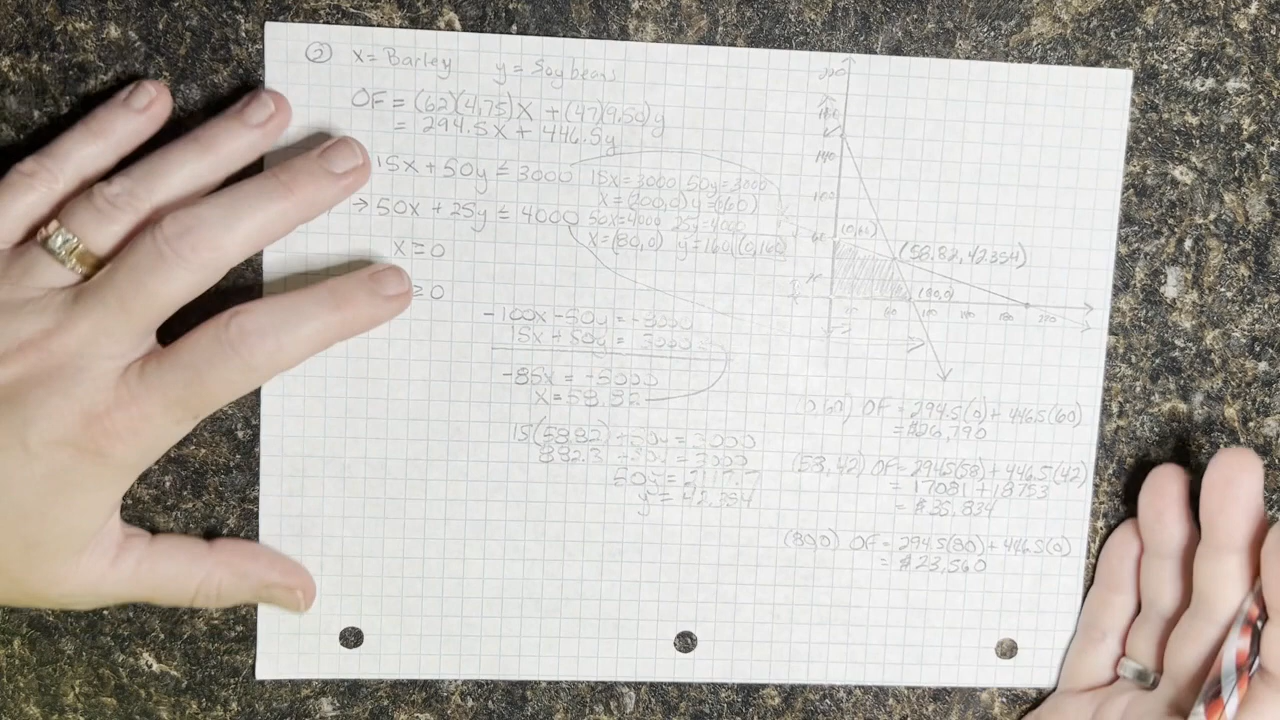 ② x = Barley y = Soybeans
OF = (62)(4.75)x + (47)(9.50)y
= 294.5x + 446.5y
15x + 50y ≤ 3000
→ 50x + 25y ≤ 4000
x ≥ 0
≥ 0
15x = 3000 50y = 3000
x = (200,0) y = (60)
50x = 4000 25y = 4000
x = (80,0) y = 160 (0,160)
-100x - 50y = -8000
15x + 50y = 3000
-85x = -5000
x = 58.82
15(58.82) + 50y = 3000
882.3 + 50y = 3000
50y = 2117.7
y = 42.354
220
140
100
60
(0,60)
(58.82, 42.354)
(80,0)
(0,60) OF = 294.5(0) + 446.5(60)
= $26,790
(58,42) OF = 294.5(58) + 446.5(42)
= 17081 + 18753
= $35,834
(80,0) OF = 294.5(80) + 446.5(0)
= $23,560